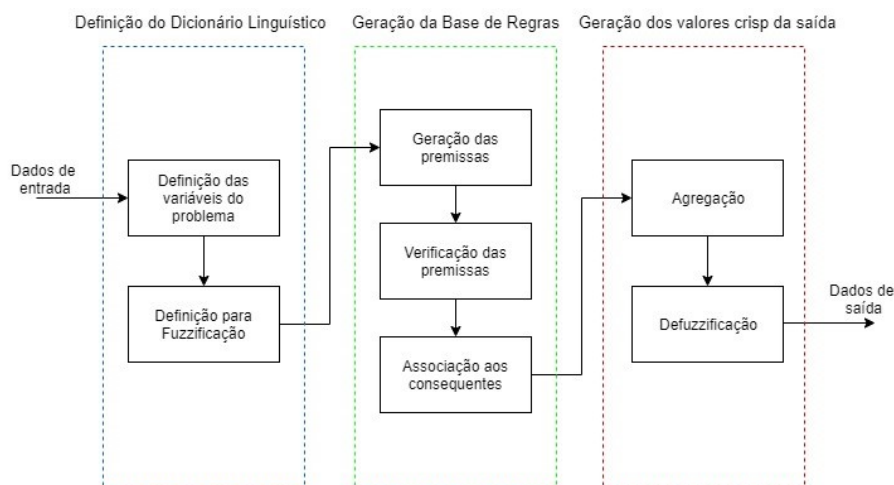 Definição do Dicionário Linguístico
Geração da Base de Regras
Geração dos valores crisp da saída
Dados de
entrada
Definição das
variáveis do
problema
Definição para
Fuzzificação
Geração das
premissas
Verificação das
premissas
Associação aos
consequentes
Agregação
Defuzzificação
Dados de
saída